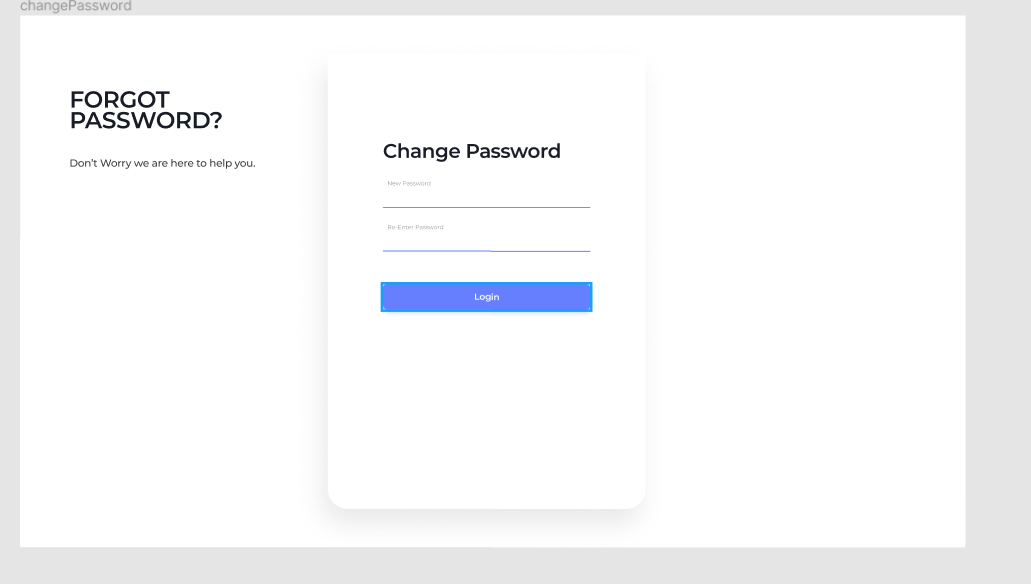 changePassword
FORGOT
PASSWORD?
Don't Worry we are here to help you.
Change Password
New Password
Re-Enter Password
Login